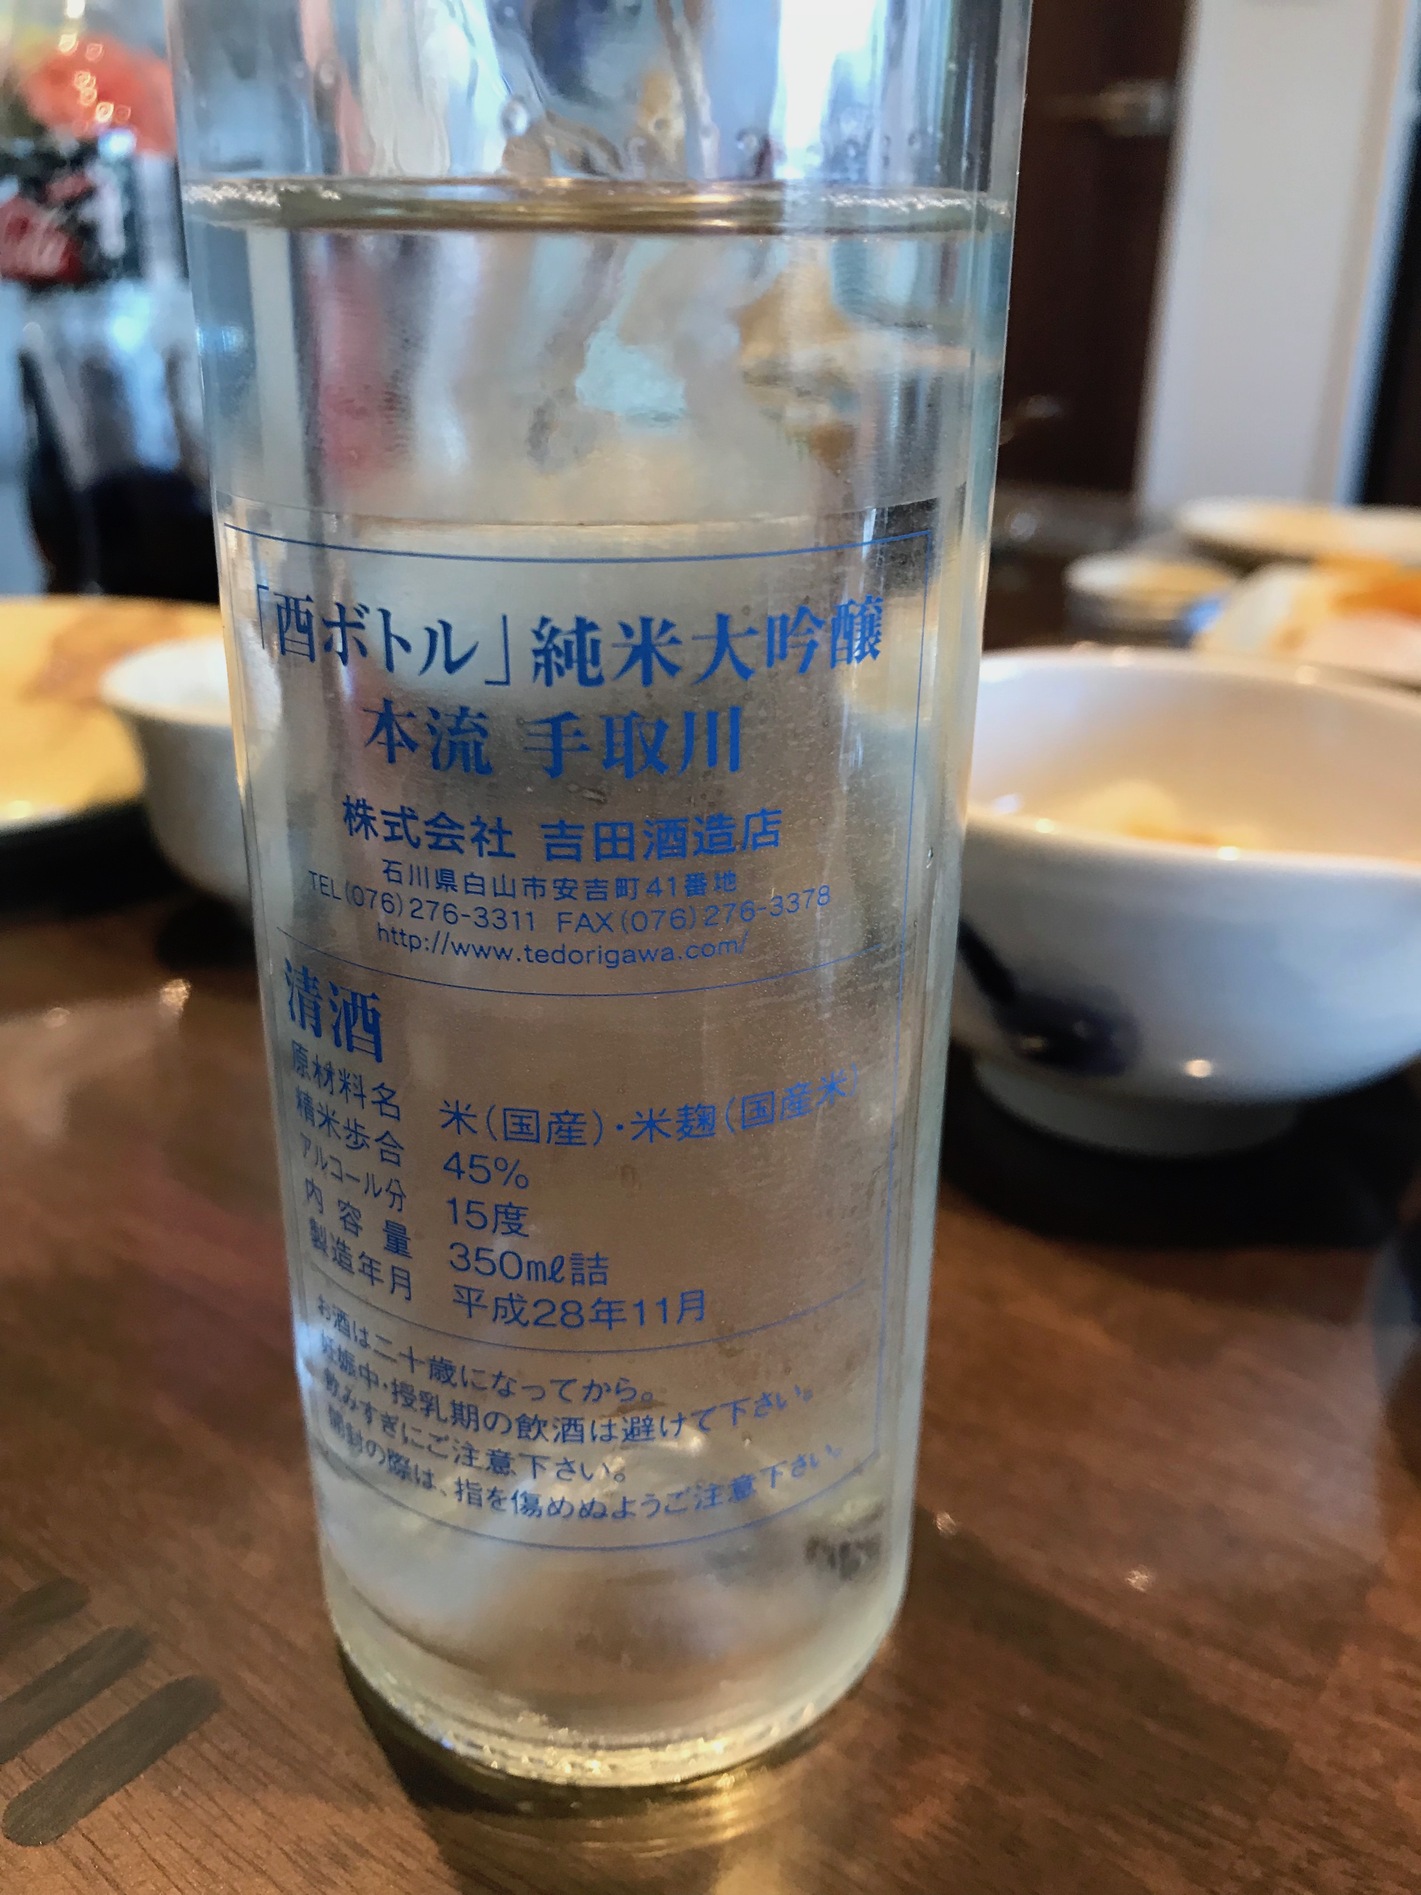 Cola
「酉ボトル」純米大吟醸
本流 手取川
株式会社 吉田酒造店
石川県白山市安吉町41番地
TEL(076)276-3311 FAX(076)276-3378
http://www.tedorigawa.com/
清酒
原材料名 米(国産)・米麹(国産米)
精米歩合 45%
アルコール分 15度
内容量 350mℓ詰
製造年月 平成28年11月
お酒は二十歳になってから。
妊娠中・授乳期の飲酒は避けて下さい。
飲みすぎにご注意下さい。
開封の際は、指を傷めぬようご注意下さい。